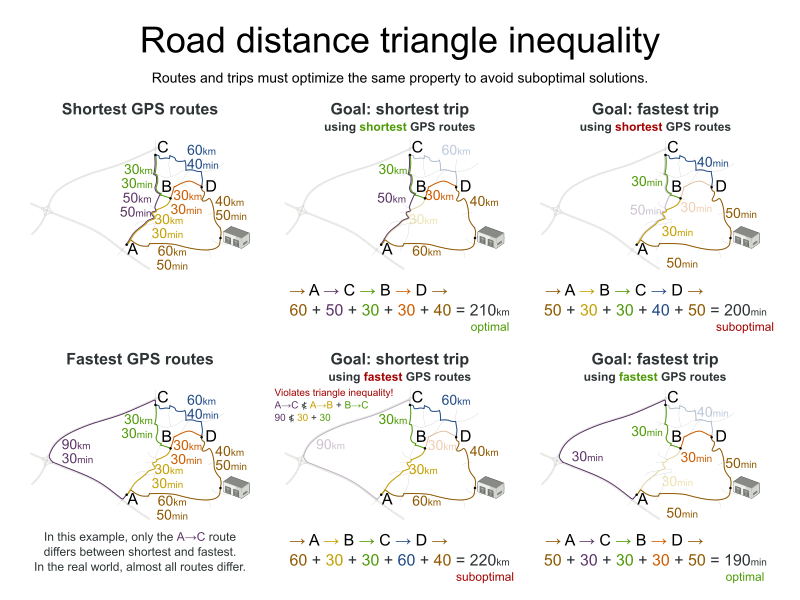 Road distance triangle inequality
Routes and trips must optimize the same property to avoid suboptimal solutions.
Shortest GPS routes
C
60km
40min
30km
30min
B
D
50km
50min
30km
30min
40km
50min
30km
30min
A
60km
50min
Goal: shortest trip
using shortest GPS routes
C
60km
30km
B
D
50km
30km
40km
30km
A
60km
→ A → C → B → D →
60 + 50 + 30 + 30 + 40 = 210km
optimal
Goal: fastest trip
using shortest GPS routes
C
40min
30min
B
D
50min
30min
50min
30min
A
50min
→ A → B → C → D →
50 + 30 + 30 + 40 + 50 = 200min
suboptimal
Fastest GPS routes
C
60km
40min
30km
30min
B
D
90km
30min
30km
30min
40km
50min
30km
30min
A
60km
50min
In this example, only the A→C route
differs between shortest and fastest.
In the real world, almost all routes differ.
Goal: shortest trip
using fastest GPS routes
Violates triangle inequality!
A→C ≰ A→B + B→C
90 ≰ 30 + 30
C
60km
30km
B
D
90km
30km
40km
30km
A
60km
→ A → B → C → D →
60 + 30 + 30 + 60 + 40 = 220km
suboptimal
Goal: fastest trip
using fastest GPS routes
C
40min
30min
B
D
30min
30min
50min
30min
A
50min
→ A → C → B → D →
50 + 30 + 30 + 30 + 50 = 190min
optimal